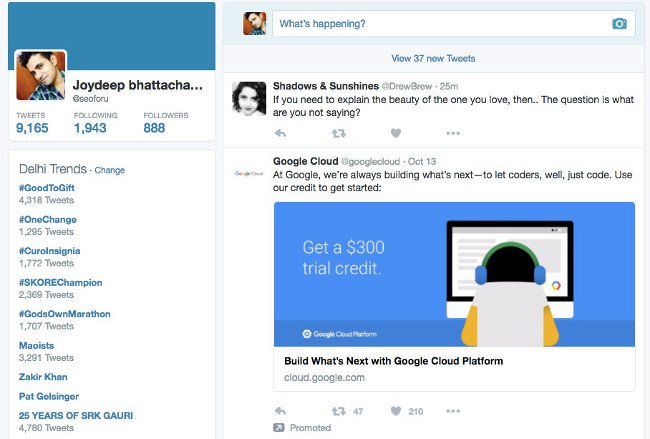 Joydeep bhattacha...
@seoforu
TWEETS FOLLOWING FOLLOWERS
9,165 1,943 888
Delhi Trends · Change
#GoodToGift
4,318 Tweets
#OneChange
1,295 Tweets
#CuroInsignia
1,772 Tweets
#SKOREChampion
2,369 Tweets
#GodsOwnMarathon
1,707 Tweets
Maoists
3,291 Tweets
Zakir Khan
Pat Gelsinger
25 YEARS OF SRK GAURI
4,780 Tweets
What's happening?
View 37 new Tweets
Shadows & Sunshines @DrewBrew · 25m
If you need to explain the beauty of the one you love, then.. The question is what
are you not saying?
Google Cloud
Google Cloud @googlecloud · Oct 13
At Google, we're always building what's next—to let coders, well, just code. Use
our credit to get started:
Get a $300
trial credit.
Google Cloud Platform
Build What's Next with Google Cloud Platform
cloud.google.com
47 210
Promoted